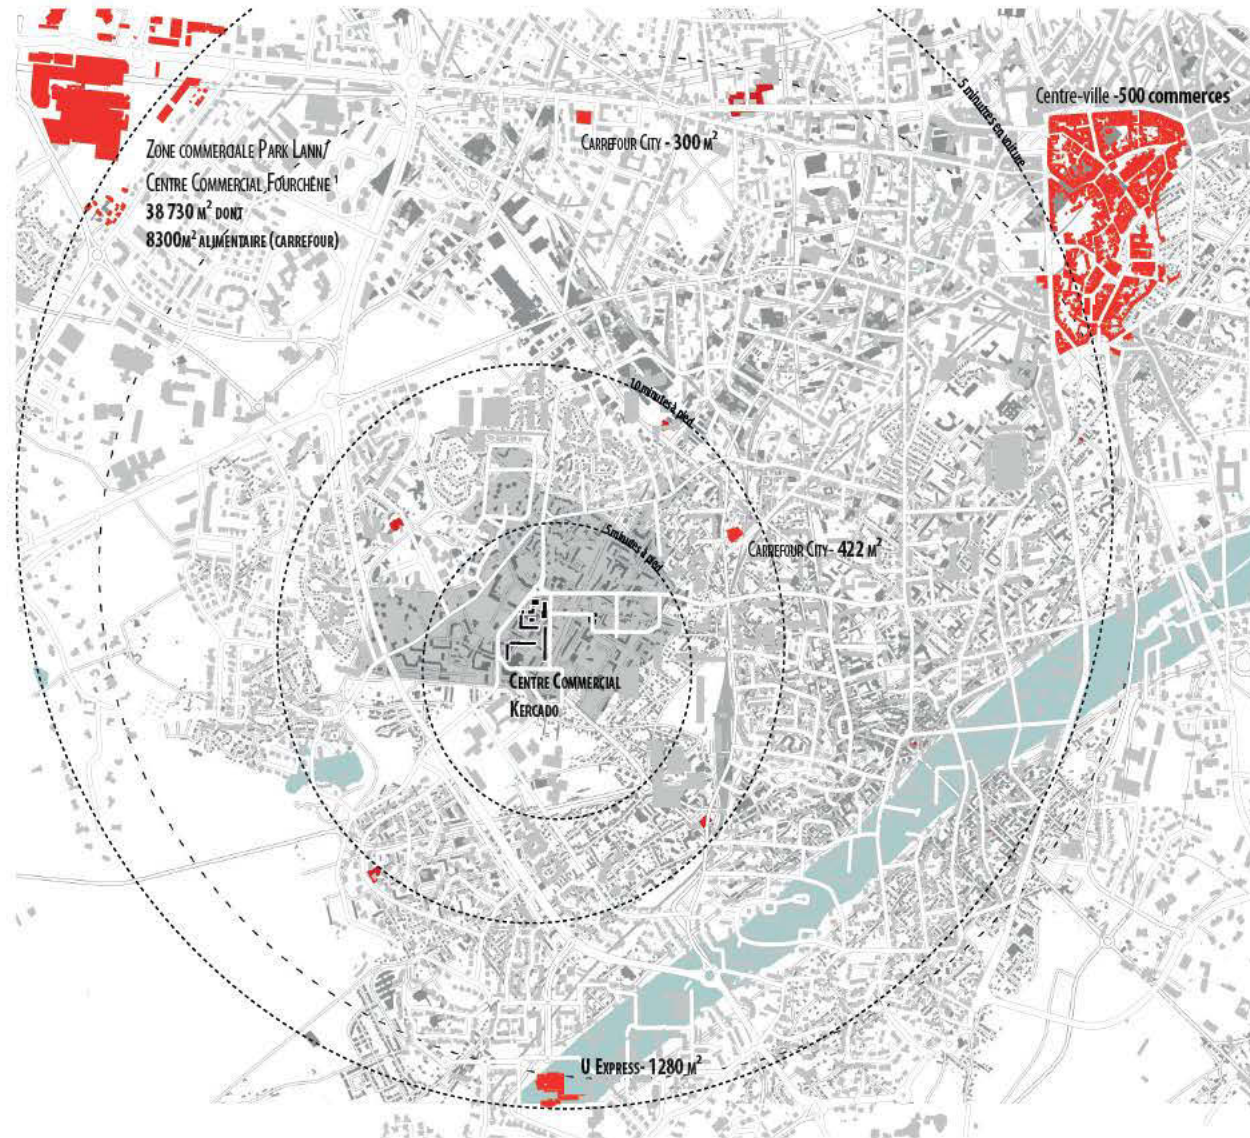 5 minutes en voiture
Centre-ville -500 commerces
Carrefour City - 300 m²
Zone commerciale Park Lann/
Centre Commercial Fourchêne ¹
38 730 m² dont
8300m² alimentaire (carrefour)
10 minutes à pied
5 minutes à pied
Carrefour City- 422 m²
Centre Commercial
Kercado
U Express- 1280 m²